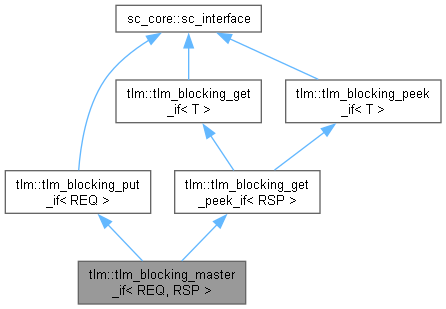 sc_core::sc_interface
tlm::tlm_blocking_get
_if< T >
tlm::tlm_blocking_peek
_if< T >
tlm::tlm_blocking_put
_if< REQ >
tlm::tlm_blocking_get
_peek_if< RSP >
tlm::tlm_blocking_master
_if< REQ, RSP >